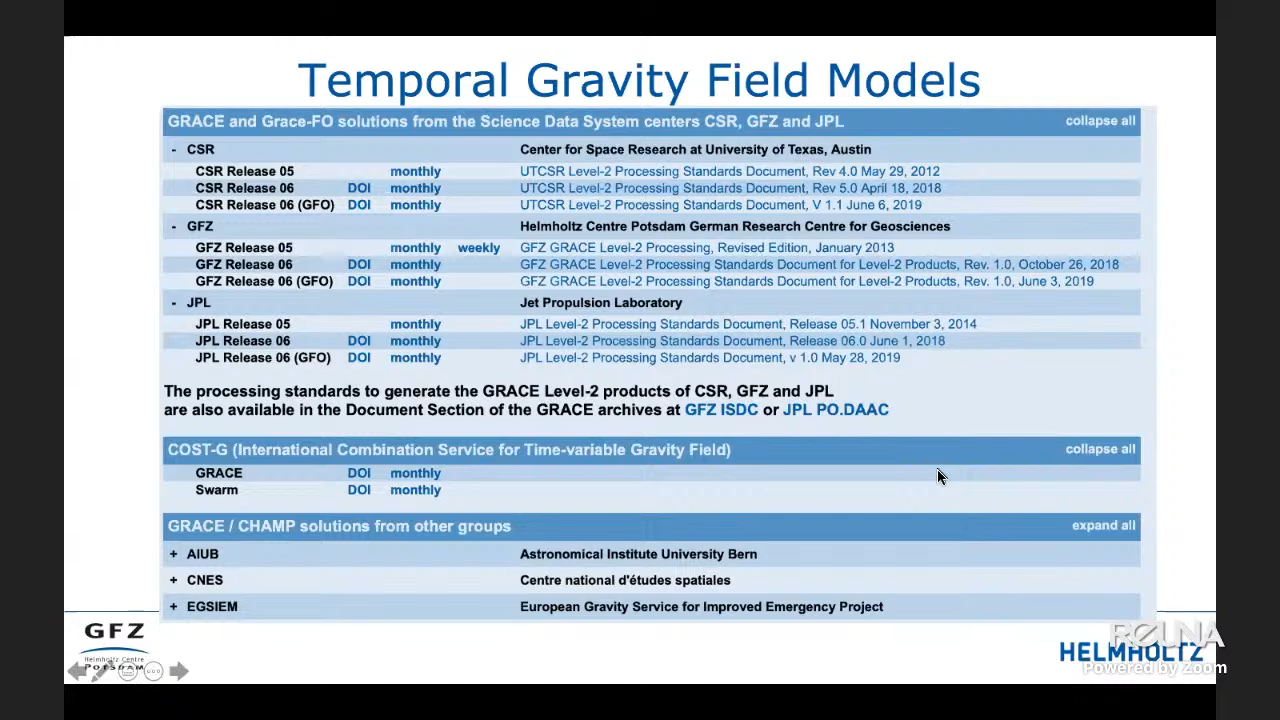 Temporal Gravity Field Models
GRACE and Grace-FO solutions from the Science Data System centers CSR, GFZ and JPL collapse all
- CSR Center for Space Research at University of Texas, Austin
CSR Release 05 monthly UTCSR Level-2 Processing Standards Document, Rev 4.0 May 29, 2012
CSR Release 06 DOI monthly UTCSR Level-2 Processing Standards Document, Rev 5.0 April 18, 2018
CSR Release 06 (GFO) DOI monthly UTCSR Level-2 Processing Standards Document, V 1.1 June 6, 2019
- GFZ Helmholtz Centre Potsdam German Research Centre for Geosciences
GFZ Release 05 monthly weekly GFZ GRACE Level-2 Processing, Revised Edition, January 2013
GFZ Release 06 DOI monthly GFZ GRACE Level-2 Processing Standards Document for Level-2 Products, Rev. 1.0, October 26, 2018
GFZ Release 06 (GFO) DOI monthly GFZ GRACE Level-2 Processing Standards Document for Level-2 Products, Rev. 1.0, June 3, 2019
- JPL Jet Propulsion Laboratory
JPL Release 05 monthly JPL Level-2 Processing Standards Document, Release 05.1 November 3, 2014
JPL Release 06 DOI monthly JPL Level-2 Processing Standards Document, Release 06.0 June 1, 2018
JPL Release 06 (GFO) DOI monthly JPL Level-2 Processing Standards Document, v 1.0 May 28, 2019
The processing standards to generate the GRACE Level-2 products of CSR, GFZ and JPL
are also available in the Document Section of the GRACE archives at GFZ ISDC or JPL PO.DAAC
COST-G (International Combination Service for Time-variable Gravity Field) collapse all
GRACE DOI monthly
Swarm DOI monthly
GRACE / CHAMP solutions from other groups expand all
+ AIUB Astronomical Institute University Bern
+ CNES Centre national d'études spatiales
+ EGSIEM European Gravity Service for Improved Emergency Project
GFZ
Helmholtz Centre
POTSDAM
HELMHOLTZ
Powered by Zoom